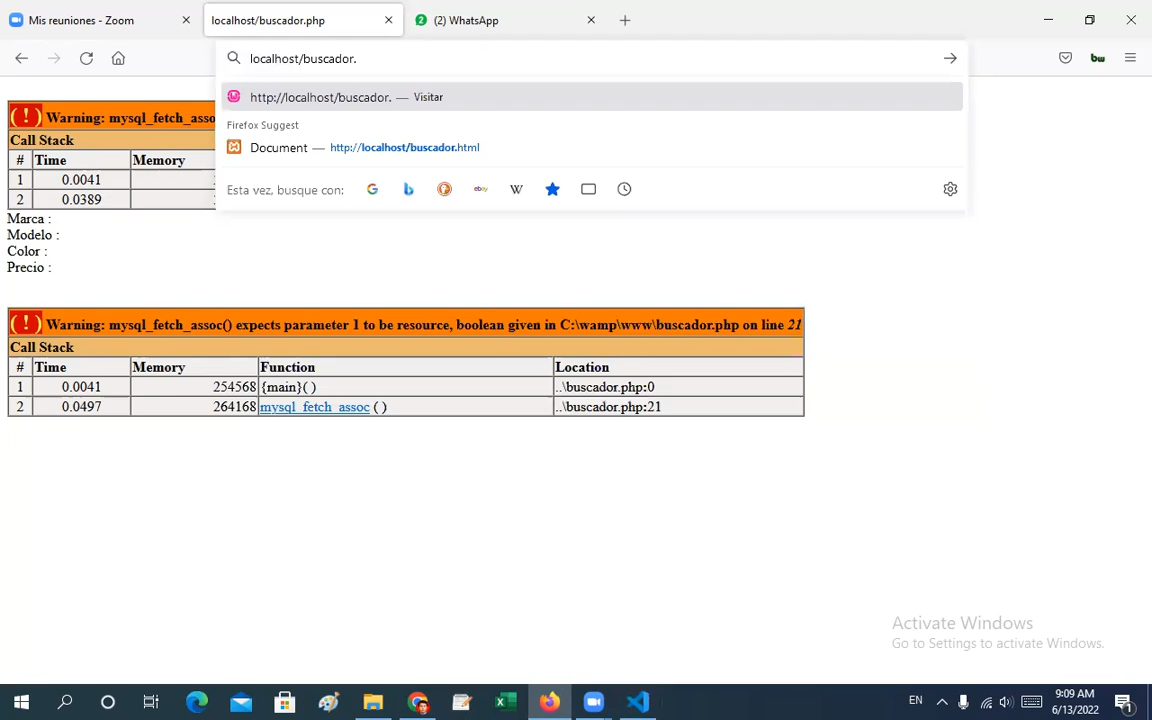 Mis reuniones - Zoom
localhost/buscador.php
2 (2) WhatsApp
localhost/buscador.
http://localhost/buscador. — Visitar
Firefox Suggest
Document — http://localhost/buscador.html
Esta vez, busque con: G ebay W
bw
( ! ) Warning: mysql_fetch_asso
Call Stack
# Time Memory
1 0.0041
2 0.0389
Marca :
Modelo :
Color :
Precio :
( ! ) Warning: mysql_fetch_assoc() expects parameter 1 to be resource, boolean given in C:\wamp\www\buscador.php on line 21
Call Stack
# Time Memory Function Location
1 0.0041 254568 {main}( ) ..\buscador.php:0
2 0.0497 264168 mysql_fetch_assoc ( ) ..\buscador.php:21
Activate Windows
Go to Settings to activate Windows.
EN
9:09 AM
6/13/2022
1